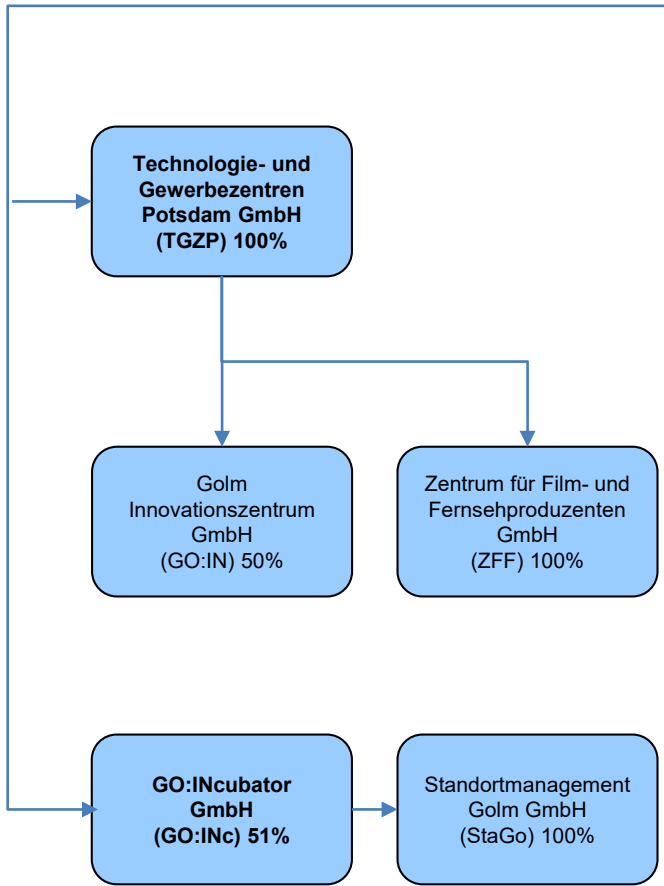 Technologie- und
Gewerbezentren
Potsdam GmbH
(TGZP) 100%
Golm
Innovationszentrum
GmbH
(GO:IN) 50%
Zentrum für Film- und
Fernsehproduzenten
GmbH
(ZFF) 100%
GO:INcubator
GmbH
(GO:INc) 51%
Standortmanagement
Golm GmbH
(StaGo) 100%